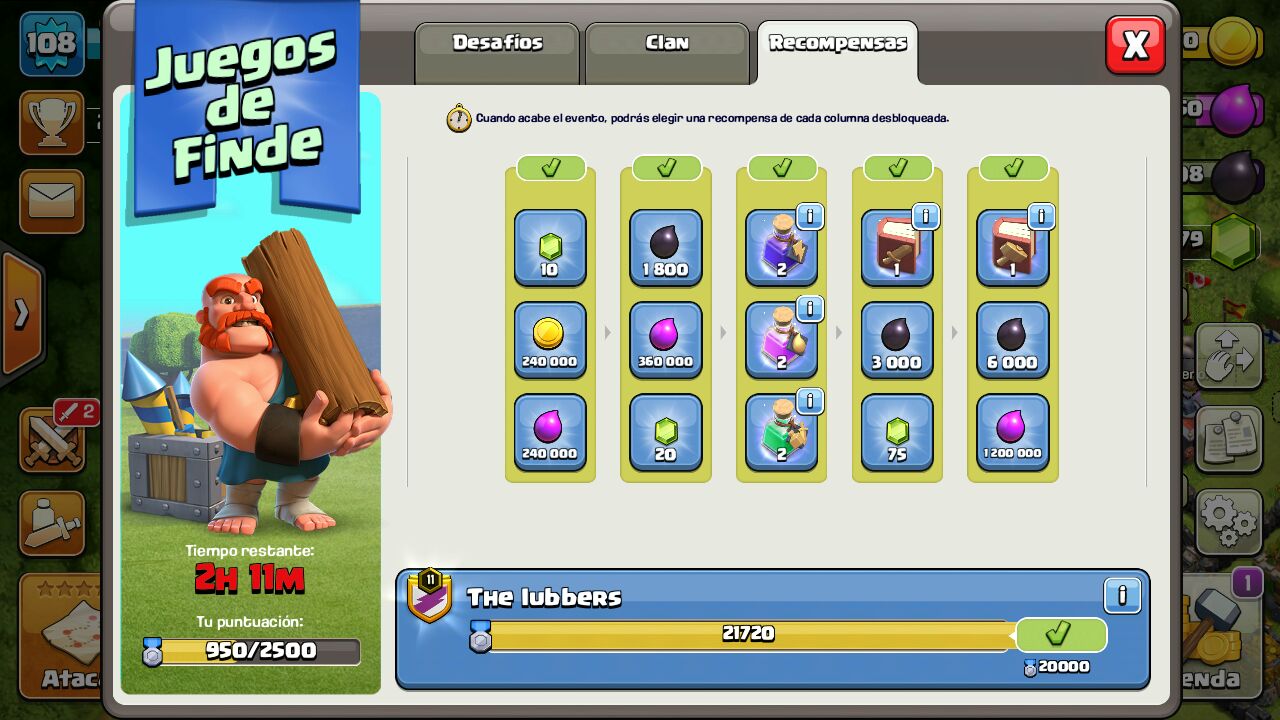 108
Juegos
de
Finde
Desafíos
Clan
Recompensas
X
Cuando acabe el evento, podrás elegir una recompensa de cada columna desbloqueada.
10
1 800
2
1
1
240 000
360 000
2
3 000
6 000
240 000
20
2
75
1 200 000
2
Tiempo restante:
2H 11M
Tu puntuación:
950/2500
11
The lubbers
21720
20000
1
Atac
enda